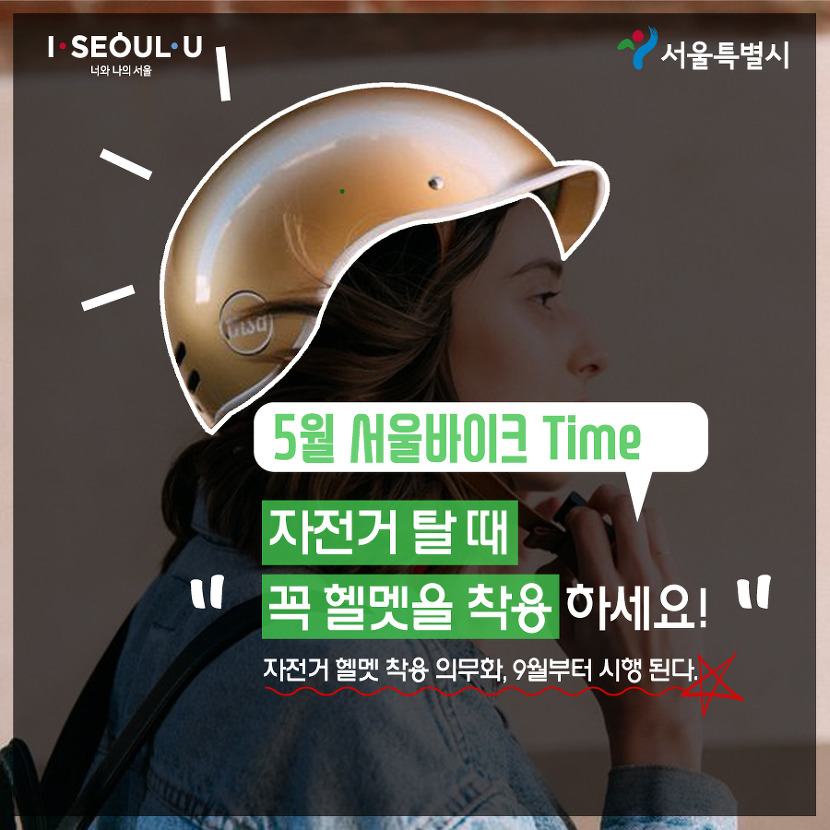 I·SEOUL·U
너와 나의 서울
서울특별시
5월 서울바이크 Time
자전거 탈 때
"꼭 헬멧을 착용 하세요!"
자전거 헬멧 착용 의무화, 9월부터 시행 된다.